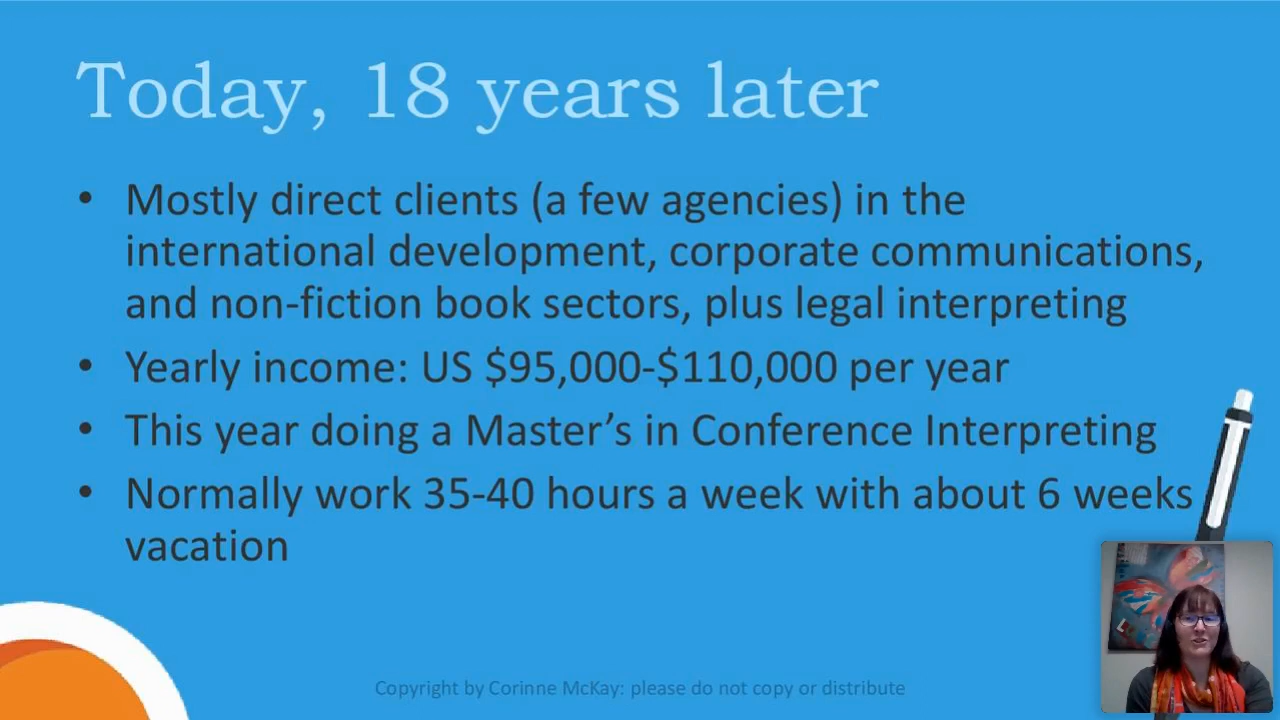 Today, 18 years later
• Mostly direct clients (a few agencies) in the
international development, corporate communications,
and non-fiction book sectors, plus legal interpreting
• Yearly income: US $95,000-$110,000 per year
• This year doing a Master’s in Conference Interpreting
• Normally work 35-40 hours a week with about 6 weeks
vacation
Copyright by Corinne McKay: please do not copy or distribute